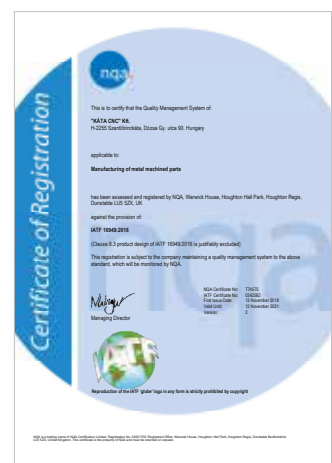 nqa.
Certificate of Registration
This is to certify that the Quality Management System of:
"KÁTA CNC" Kft.
H-2255 Szentlőrinckáta, Dózsa Gy. utca 90. Hungary
applicable to:
Manufacturing of metal machined parts
has been assessed and registered by NQA, Warwick House, Houghton Hall Park, Houghton Regis,
Dunstable LU5 5ZX, UK
against the provision of:
IATF 16949:2016
(Clause 8.3 product design of IATF 16949:2016 is justifiably excluded)
This registration is subject to the company maintaining a quality management system to the above
standard, which will be monitored by NQA.
Managing Director
NQA Certificate No:
IATF Certificate No:
First Issue Date: 13 November 2018
Valid Until: 12 November 2021
Version: 2
IATF
Reproduction of the IATF 'globe' logo in any form is strictly prohibited by copyright